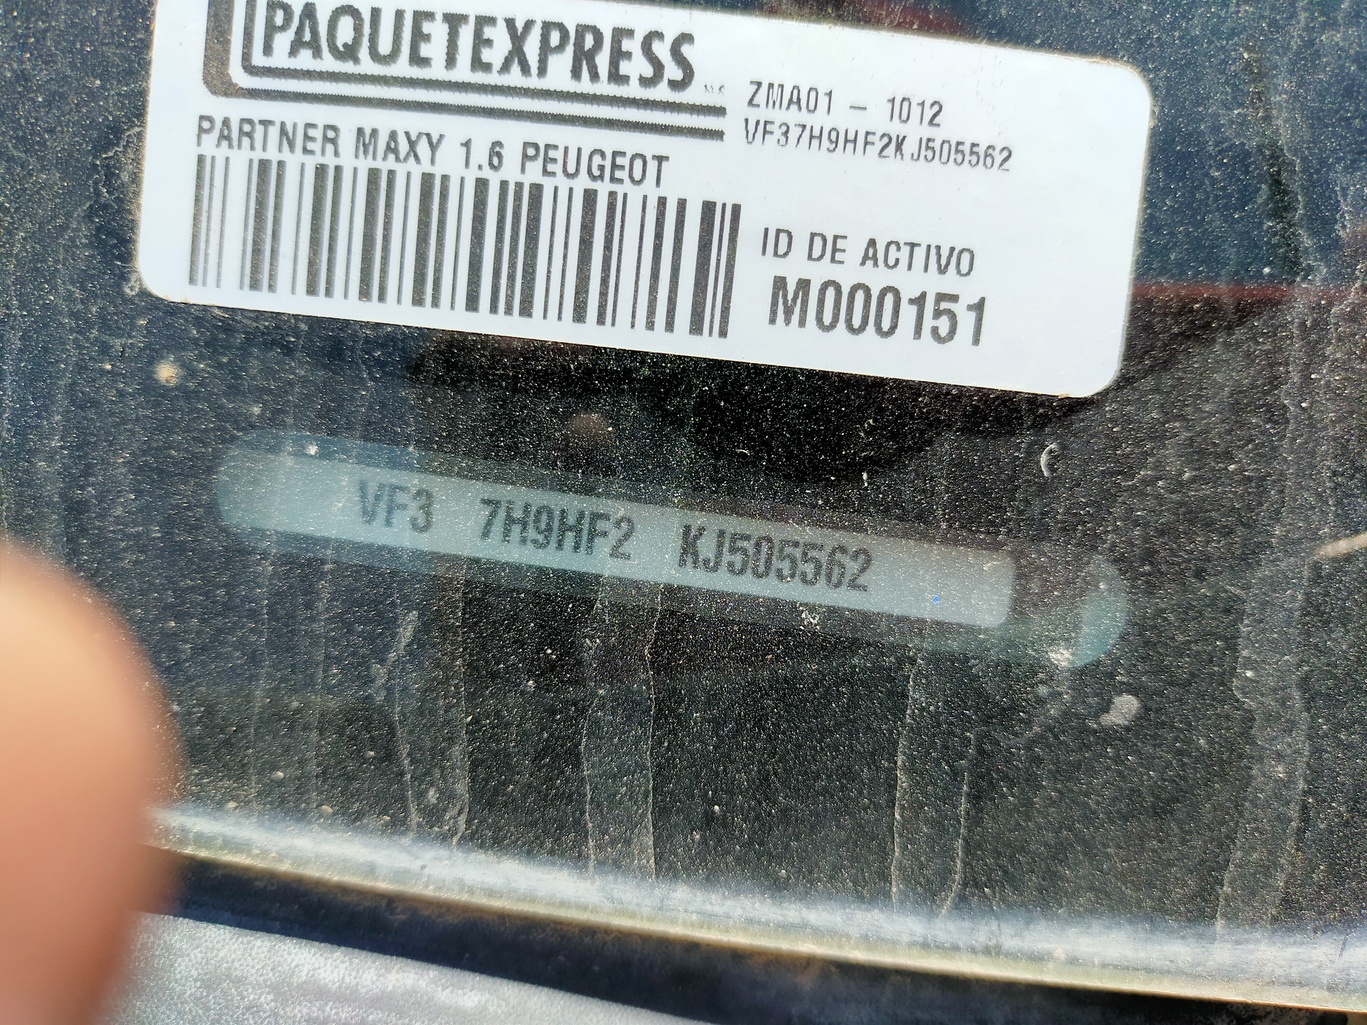 PAQUETEXPRESS
ZMA01 - 1012
VF37H9HF2KJ505562
PARTNER MAXY 1.6 PEUGEOT
ID DE ACTIVO
M000151
VF3 7H9HF2 KJ505562